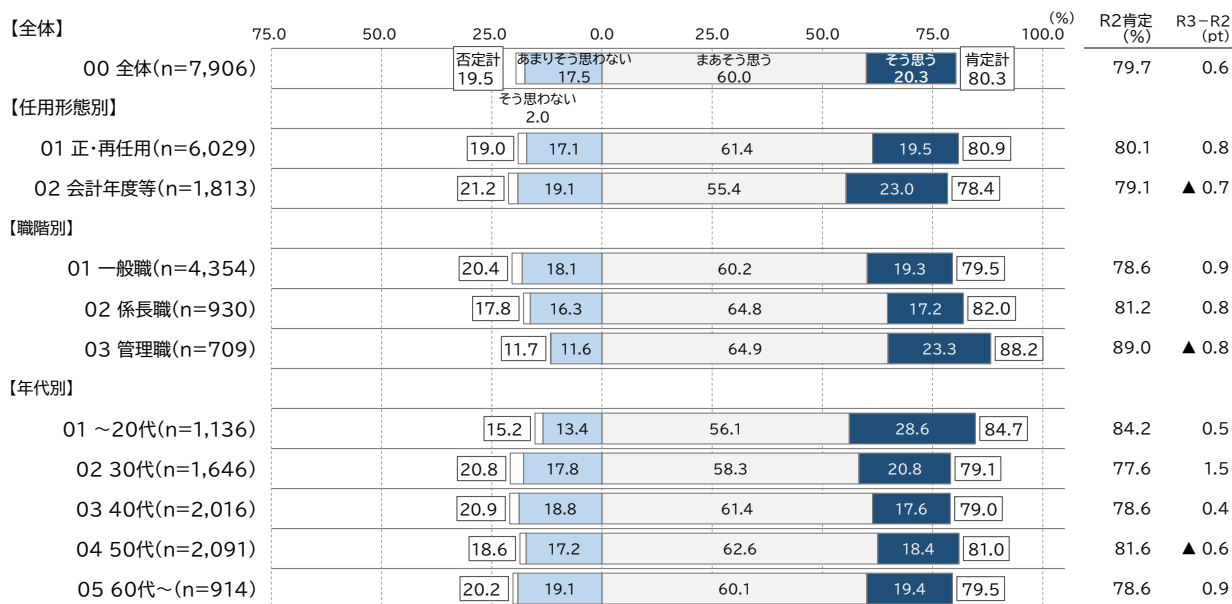 【全体】
75.0 50.0 25.0 0.0 25.0 50.0 75.0 100.0
(%)
R2肯定
(%)
R3－R2
(pt)
00 全体(n=7,906)
否定計
19.5
あまりそう思わない
17.5
まあそう思う
60.0
そう思う
20.3
肯定計
80.3
79.7 0.6
【任用形態別】
そう思わない
2.0
01 正・再任用(n=6,029) 19.0 17.1 61.4 19.5 80.9 80.1 0.8
02 会計年度等(n=1,813) 21.2 19.1 55.4 23.0 78.4 79.1 ▲ 0.7
【職階別】
01 一般職(n=4,354) 20.4 18.1 60.2 19.3 79.5 78.6 0.9
02 係長職(n=930) 17.8 16.3 64.8 17.2 82.0 81.2 0.8
03 管理職(n=709) 11.7 11.6 64.9 23.3 88.2 89.0 ▲ 0.8
【年代別】
01 ～20代(n=1,136) 15.2 13.4 56.1 28.6 84.7 84.2 0.5
02 30代(n=1,646) 20.8 17.8 58.3 20.8 79.1 77.6 1.5
03 40代(n=2,016) 20.9 18.8 61.4 17.6 79.0 78.6 0.4
04 50代(n=2,091) 18.6 17.2 62.6 18.4 81.0 81.6 ▲ 0.6
05 60代～(n=914) 20.2 19.1 60.1 19.4 79.5 78.6 0.9